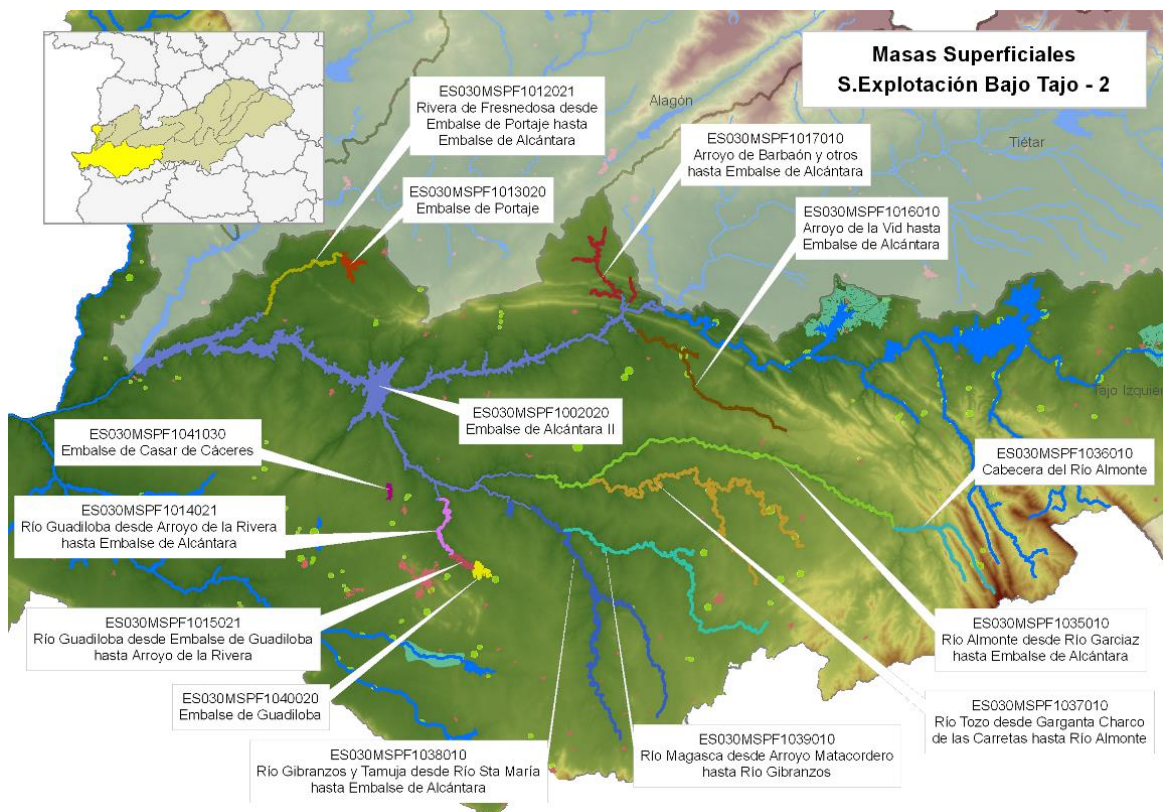 Masas Superficiales
S.Explotación Bajo Tajo - 2
ES030MSPF1012021
Rivera de Fresnedosa desde
Embalse de Portaje hasta
Embalse de Alcántara
Alagón
ES030MSPF1017010
Arroyo de Barbaón y otros
hasta Embalse de Alcántara
Tiétar
ES030MSPF1013020
Embalse de Portaje
ES030MSPF1016010
Arroyo de la Vid hasta
Embalse de Alcántara
Tajo Izquier
ES030MSPF1002020
Embalse de Alcántara II
ES030MSPF1041030
Embalse de Casar de Cáceres
ES030MSPF1036010
Cabecera del Río Almonte
ES030MSPF1014021
Río Guadiloba desde Arroyo de la Rivera
hasta Embalse de Alcántara
ES030MSPF1015021
Río Guadiloba desde Embalse de Guadiloba
hasta Arroyo de la Rivera
ES030MSPF1035010
Río Almonte desde Río Garciaz
hasta Embalse de Alcántara
ES030MSPF1040020
Embalse de Guadiloba
ES030MSPF1037010
Río Tozo desde Garganta Charco
de las Carretas hasta Río Almonte
ES030MSPF1038010
Río Gibranzos y Tamuja desde Río Sta María
hasta Embalse de Alcántara
ES030MSPF1039010
Río Magasca desde Arroyo Matacordero
hasta Río Gibranzos